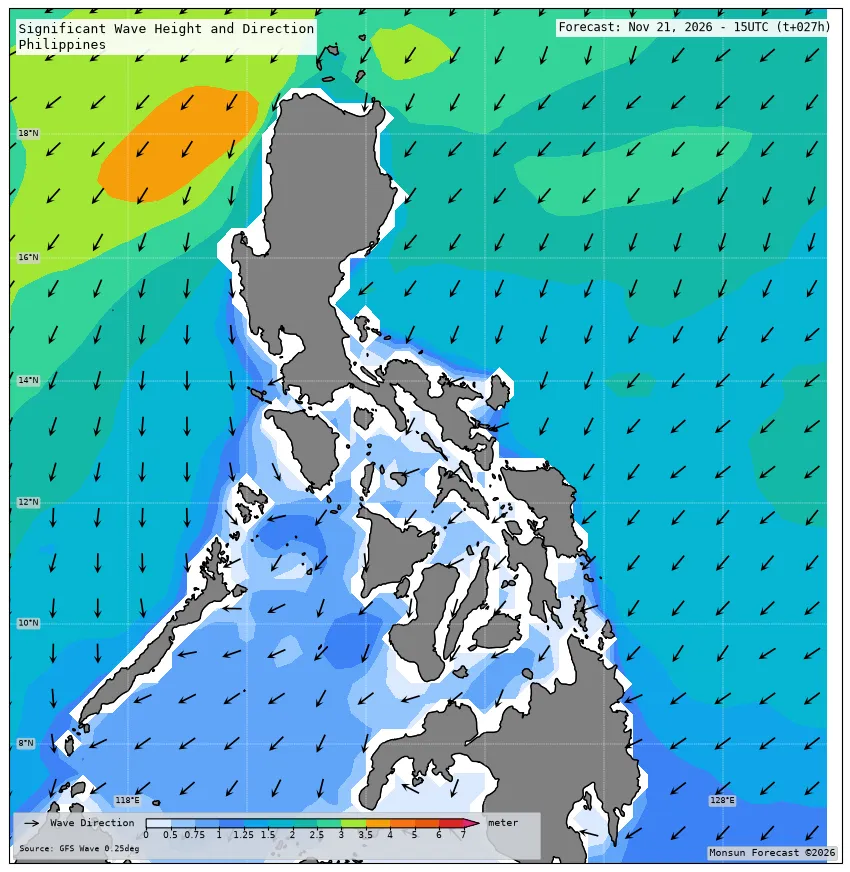 Significant Wave Height and Direction
Philippines
Forecast: Nov 21, 2026 - 15UTC (t+027h)
18°N
16°N
14°N
12°N
10°N
8°N
118°E
128°E
Wave Direction
0 0.5 0.75 1 1.25 1.5 2 2.5 3 3.5 4 5 6 7
meter
Source: GFS Wave 0.25deg
Monsun Forecast ©2026